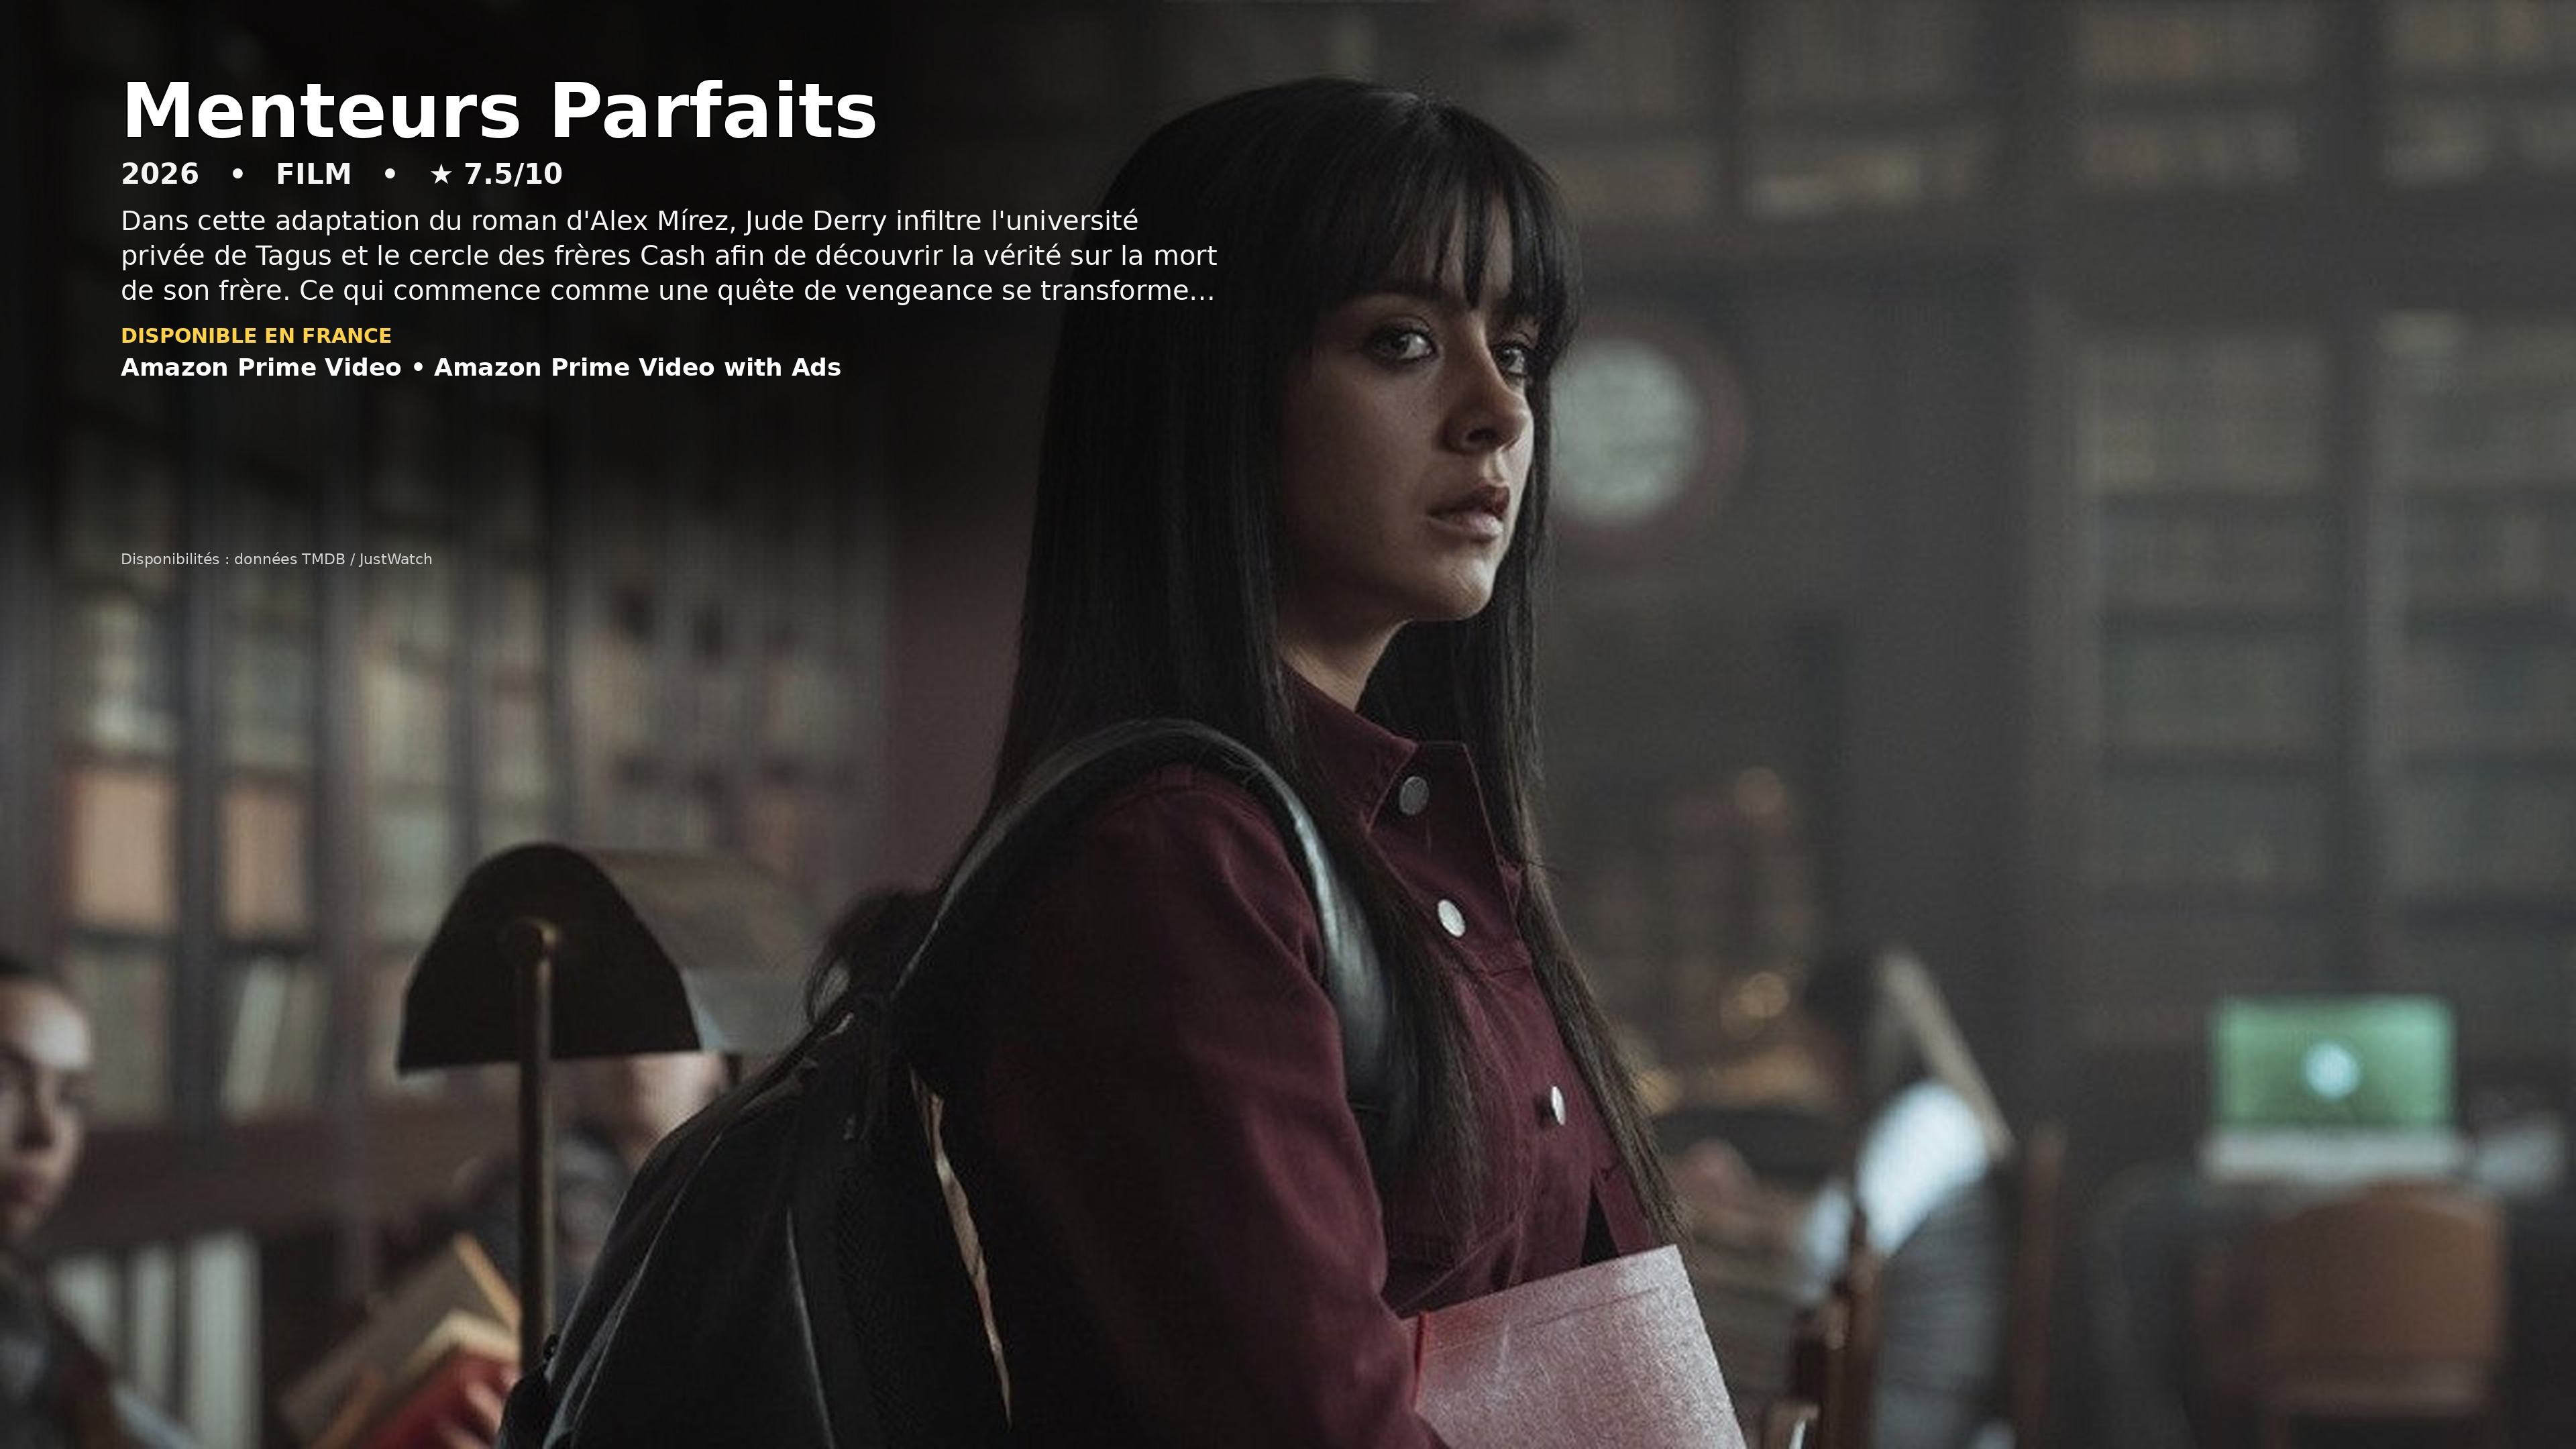 Menteurs Parfaits
2026 • FILM • ★ 7.5/10
Dans cette adaptation du roman d'Alex Mírez, Jude Derry infiltre l'université
privée de Tagus et le cercle des frères Cash afin de découvrir la vérité sur la mort
de son frère. Ce qui commence comme une quête de vengeance se transforme...
DISPONIBLE EN FRANCE
Amazon Prime Video • Amazon Prime Video with Ads
Disponibilités : données TMDB / JustWatch